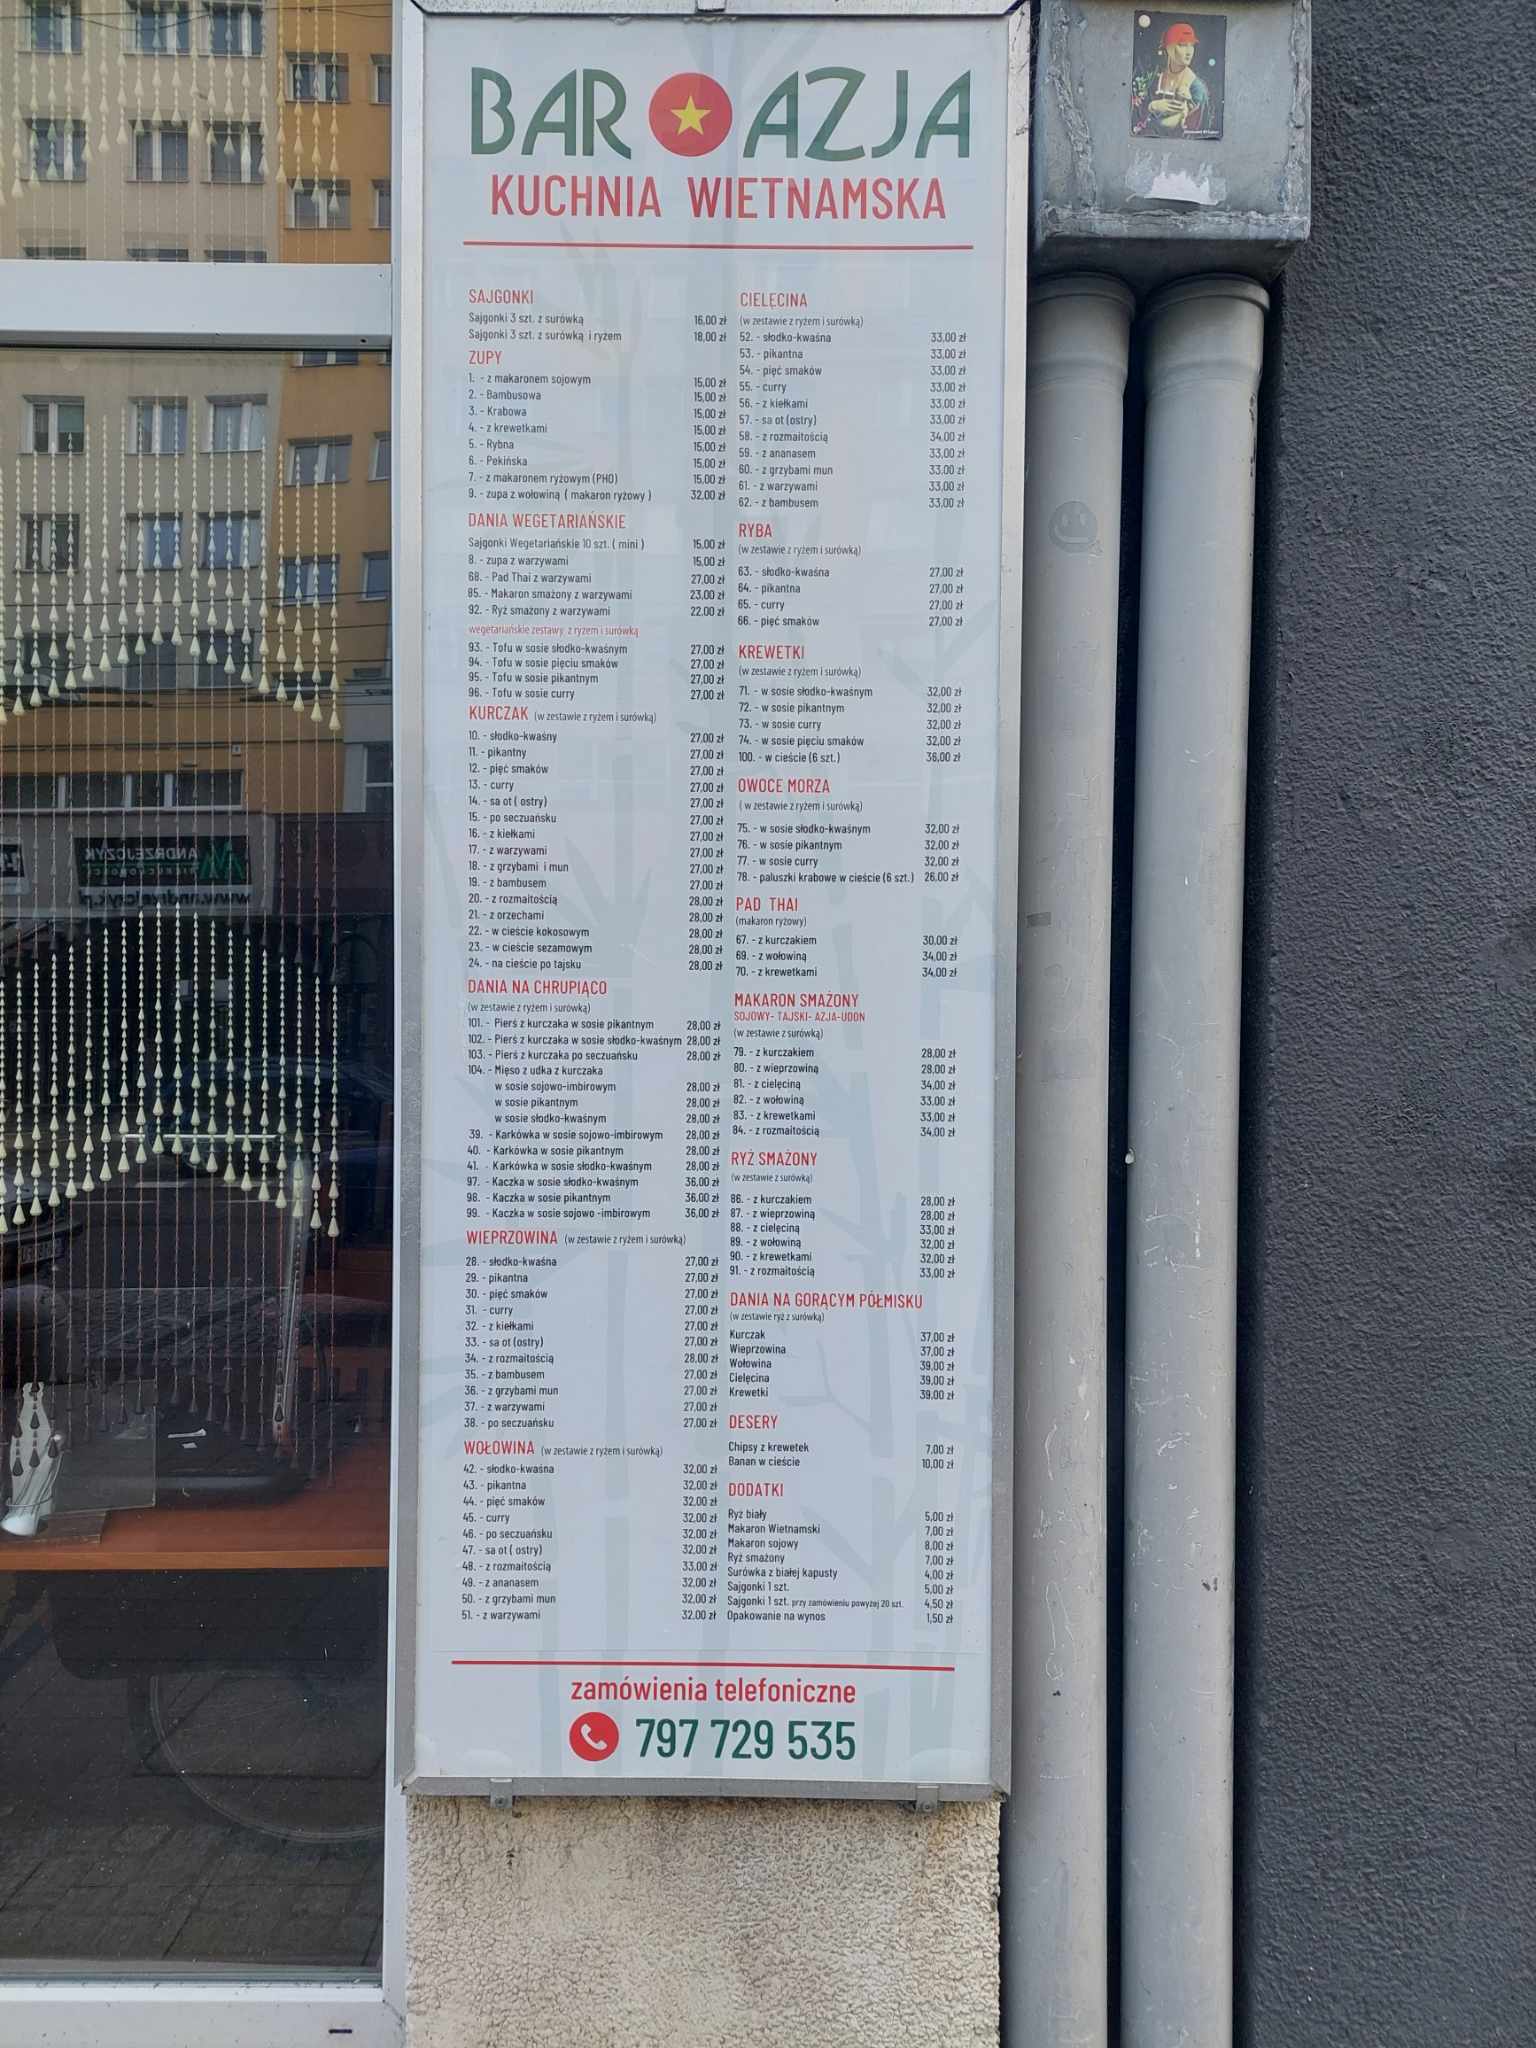 BAR AZJA
KUCHNIA WIETNAMSKA
SAJGONKI
Sajgonki 3 szt. z surówką 16,00 zł
Sajgonki 3 szt. z surówką i ryżem 18,00 zł
ZUPY
1. - z makaronem sojowym 15,00 zł
2. - Bambusowa 15,00 zł
3. - Krabowa 15,00 zł
4. - z krewetkami 15,00 zł
5. - Rybna 15,00 zł
6. - Pekińska 15,00 zł
7. - z makaronem ryżowym (PHO) 15,00 zł
9. - zupa z wołowiną ( makaron ryżowy ) 32,00 zł
DANIA WEGETARIAŃSKIE
Sajgonki Wegetariańskie 10 szt. ( mini ) 15,00 zł
8. - zupa z warzywami 15,00 zł
68. - Pad Thai z warzywami 27,00 zł
85. - Makaron smażony z warzywami 23,00 zł
92. - Ryż smażony z warzywami 22,00 zł
wegetariańskie zestawy z ryżem i surówką
93. - Tofu w sosie słodko-kwaśnym 27,00 zł
94. - Tofu w sosie pięciu smaków 27,00 zł
95. - Tofu w sosie pikantnym 27,00 zł
96. - Tofu w sosie curry 27,00 zł
KURCZAK (w zestawie z ryżem i surówką)
10. - słodko-kwaśny 27,00 zł
11. - pikantny 27,00 zł
12. - pięć smaków 27,00 zł
13. - curry 27,00 zł
14. - sa ot ( ostry) 27,00 zł
15. - po seczuańsku 27,00 zł
16. - z kiełkami 27,00 zł
17. - z warzywami 27,00 zł
18. - z grzybami i mun 27,00 zł
19. - z bambusem 27,00 zł
20. - z rozmaitością 28,00 zł
21. - z orzechami 28,00 zł
22. - w cieście kokosowym 28,00 zł
23. - w cieście sezamowym 28,00 zł
24. - na cieście po tajsku 28,00 zł
DANIA NA CHRUPIĄCO
(w zestawie z ryżem i surówką)
101. - Pierś z kurczaka w sosie pikantnym 28,00 zł
102. - Pierś z kurczaka w sosie słodko-kwaśnym 28,00 zł
103. - Pierś z kurczaka po seczuańsku 28,00 zł
104. - Mięso z udka z kurczaka
w sosie sojowo-imbirowym 28,00 zł
w sosie pikantnym 28,00 zł
w sosie słodko-kwaśnym 28,00 zł
39. - Karkówka w sosie sojowo-imbirowym 28,00 zł
40. - Karkówka w sosie pikantnym 28,00 zł
41. - Karkówka w sosie słodko-kwaśnym 28,00 zł
97. - Kaczka w sosie słodko-kwaśnym 36,00 zł
98. - Kaczka w sosie pikantnym 36,00 zł
99. - Kaczka w sosie sojowo -imbirowym 36,00 zł
WIEPRZOWINA (w zestawie z ryżem i surówką)
28. - słodko-kwaśna 27,00 zł
29. - pikantna 27,00 zł
30. - pięć smaków 27,00 zł
31. - curry 27,00 zł
32. - z kiełkami 27,00 zł
33. - sa ot (ostry) 27,00 zł
34. - z rozmaitością 28,00 zł
35. - z bambusem 27,00 zł
36. - z grzybami mun 27,00 zł
37. - z warzywami 27,00 zł
38. - po seczuańsku 27,00 zł
WOŁOWINA (w zestawie z ryżem i surówką)
42. - słodko-kwaśna 32,00 zł
43. - pikantna 32,00 zł
44. - pięć smaków 32,00 zł
45. - curry 32,00 zł
46. - po seczuańsku 32,00 zł
47. - sa ot ( ostry) 32,00 zł
48. - z rozmaitością 33,00 zł
49. - z ananasem 32,00 zł
50. - z grzybami mun 32,00 zł
51. - z warzywami 32,00 zł
CIELĘCINA
(w zestawie z ryżem i surówką)
52. - słodko-kwaśna 33,00 zł
53. - pikantna 33,00 zł
54. - pięć smaków 33,00 zł
55. - curry 33,00 zł
56. - z kiełkami 33,00 zł
57. - sa ot (ostry) 33,00 zł
58. - z rozmaitością 34,00 zł
59. - z ananasem 33,00 zł
60. - z grzybami mun 33,00 zł
61. - z warzywami 33,00 zł
62. - z bambusem 33,00 zł
RYBA
(w zestawie z ryżem i surówką)
63. - słodko-kwaśna 27,00 zł
64. - pikantna 27,00 zł
65. - curry 27,00 zł
66. - pięć smaków 27,00 zł
KREWETKI
(w zestawie z ryżem i surówką)
71. - w sosie słodko-kwaśnym 32,00 zł
72. - w sosie pikantnym 32,00 zł
73. - w sosie curry 32,00 zł
74. - w sosie pięciu smaków 32,00 zł
100. - w cieście (6 szt.) 36,00 zł
OWOCE MORZA
( w zestawie z ryżem i surówką)
75. - w sosie słodko-kwaśnym 32,00 zł
76. - w sosie pikantnym 32,00 zł
77. - w sosie curry 32,00 zł
78. - paluszki krabowe w cieście (6 szt.) 26,00 zł
PAD THAI
(makaron ryżowy)
67. - z kurczakiem 30,00 zł
69. - z wołowiną 34,00 zł
70. - z krewetkami 34,00 zł
MAKARON SMAŻONY
SOJOWY- TAJSKI- AZJA-UDON
(w zestawie z surówką)
79. - z kurczakiem 28,00 zł
80. - z wieprzowiną 28,00 zł
81. - z cielęciną 34,00 zł
82. - z wołowiną 33,00 zł
83. - z krewetkami 33,00 zł
84. - z rozmaitością 34,00 zł
RYŻ SMAŻONY
(w zestawie z surówką)
86. - z kurczakiem 28,00 zł
87. - z wieprzowiną 28,00 zł
88. - z cielęciną 33,00 zł
89. - z wołowiną 32,00 zł
90. - z krewetkami 32,00 zł
91. - z rozmaitością 33,00 zł
DANIA NA GORĄCYM PÓŁMISKU
(w zestawie ryż z surówką)
Kurczak 37,00 zł
Wieprzowina 37,00 zł
Wołowina 39,00 zł
Cielęcina 39,00 zł
Krewetki 39,00 zł
DESERY
Chipsy z krewetek 7,00 zł
Banan w cieście 10,00 zł
DODATKI
Ryż biały 5,00 zł
Makaron Wietnamski 7,00 zł
Makaron sojowy 8,00 zł
Ryż smażony 7,00 zł
Surówka z białej kapusty 4,00 zł
Sajgonki 1 szt. 5,00 zł
Sajgonki 1 szt. przy zamówieniu powyżej 20 szt. 4,50 zł
Opakowanie na wynos 1,50 zł
zamówienia telefoniczne
797 729 535
ANDRZEJCZYK
NIERUCHOMOŚCI
www.andrzejczyk.pl